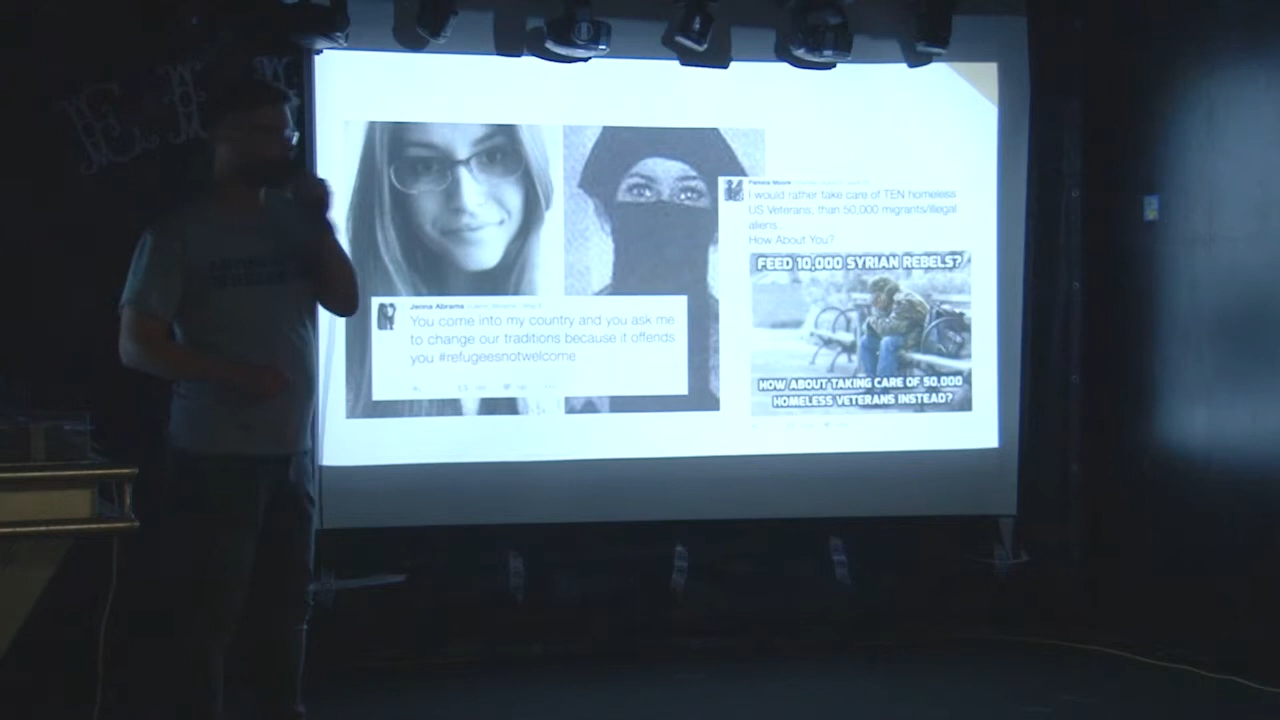 Jenna Abrams
You come into my country and you ask me
to change our traditions because it offends
you #refugeesnotwelcome
Pamela Moore
I would rather take care of TEN homeless
US Veterans, than 50,000 migrants/illegal
aliens..
How About You?
FEED 10,000 SYRIAN REBELS?
HOW ABOUT TAKING CARE OF 50,000
HOMELESS VETERANS INSTEAD?